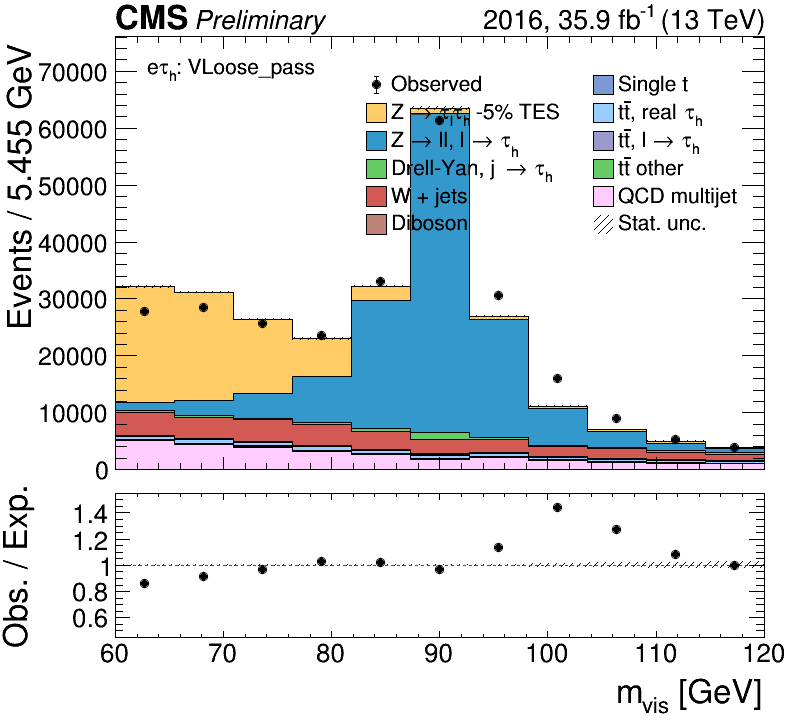 CMS Preliminary 2016, 35.9 fb⁻¹ (13 TeV)
eτₕ: VLoose_pass
Observed
Z → τₗτₕ -5% TES
Z → ll, l → τₕ
Drell-Yan, j → τₕ
W + jets
Diboson
Single t
tt̄, real τₕ
tt̄, l → τₕ
tt̄ other
QCD multijet
Stat. unc.
Events / 5.455 GeV
70000
60000
50000
40000
30000
20000
10000
0
Obs. / Exp.
1.4
1.2
1
0.8
0.6
60 70 80 90 100 110 120
m_vis [GeV]